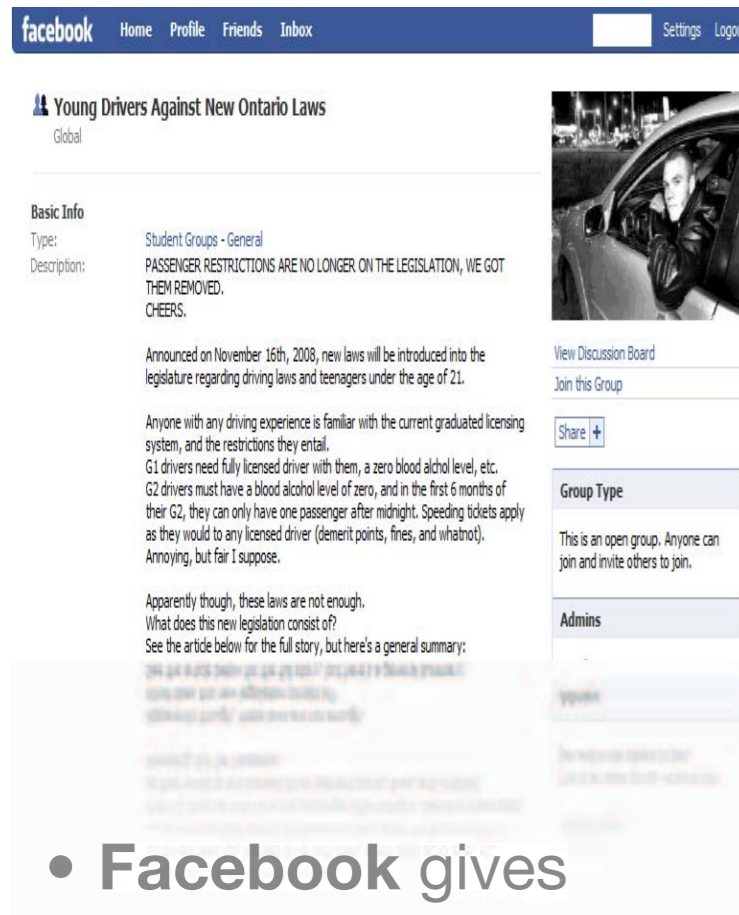 facebook Home Profile Friends Inbox Settings Logou
Young Drivers Against New Ontario Laws
Global
Basic Info
Type: Student Groups - General
Description: PASSENGER RESTRICTIONS ARE NO LONGER ON THE LEGISLATION, WE GOT
THEM REMOVED.
CHEERS.
Announced on November 16th, 2008, new laws will be introduced into the
legislature regarding driving laws and teenagers under the age of 21.
Anyone with any driving experience is familiar with the current graduated licensing
system, and the restrictions they entail.
G1 drivers need fully licensed driver with them, a zero blood alchol level, etc.
G2 drivers must have a blood alcohol level of zero, and in the first 6 months of
their G2, they can only have one passenger after midnight. Speeding tickets apply
as they would to any licensed driver (demerit points, fines, and whatnot).
Annoying, but fair I suppose.
Apparently though, these laws are not enough.
What does this new legislation consist of?
See the article below for the full story, but here's a general summary:
View Discussion Board
Join this Group
Share +
Group Type
This is an open group. Anyone can
join and invite others to join.
Admins
• Facebook gives